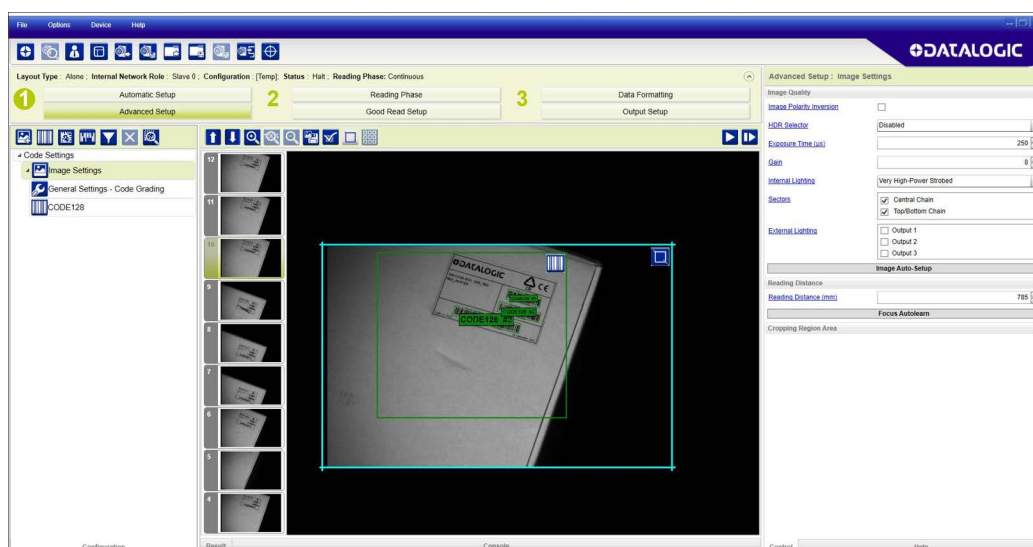 File Options Device Help
DATALOGIC
Layout Type : Alone ; Internal Network Role : Slave 0 ; Configuration : [Temp]; Status : Halt ; Reading Phase: Continuous
Advanced Setup : Image Settings
1 Automatic Setup
Advanced Setup
2 Reading Phase
Good Read Setup
3 Data Formatting
Output Setup
Code Settings
Image Settings
General Settings - Code Grading
CODE128
12
11
10
9
8
7
6
5
4
DATALOGIC
CE
CODE128 #2
Image Quality
Image Polarity Inversion
HDR Selector Disabled
Exposure Time (us) 250
Gain 8
Internal Lighting Very High-Power Strobed
Sectors Central Chain
Top/Bottom Chain
External Lighting Output 1
Output 2
Output 3
Image Auto-Setup
Reading Distance
Reading Distance (mm) 785
Focus Autolearn
Cropping Region Area
Configuration Result Console Control Help